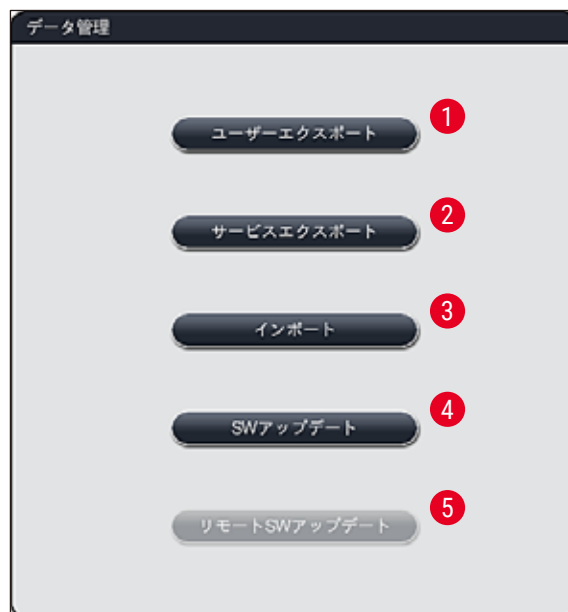 データ管理
ユーザーエクスポート 1
サービスエクスポート 2
インポート 3
SWアップデート 4
リモートSWアップデート 5